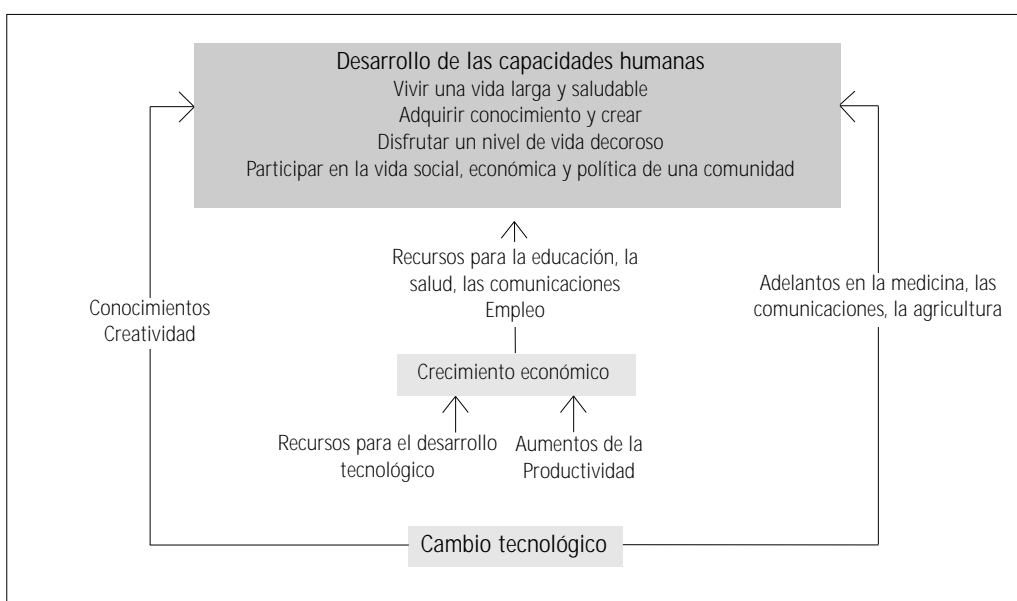 Desarrollo de las capacidades humanas
Vivir una vida larga y saludable
Adquirir conocimiento y crear
Disfrutar un nivel de vida decoroso
Participar en la vida social, económica y política de una comunidad
Recursos para la educación, la
salud, las comunicaciones
Empleo
Conocimientos
Creatividad
Adelantos en la medicina, las
comunicaciones, la agricultura
Crecimiento económico
Recursos para el desarrollo
tecnológico
Aumentos de la
Productividad
Cambio tecnológico